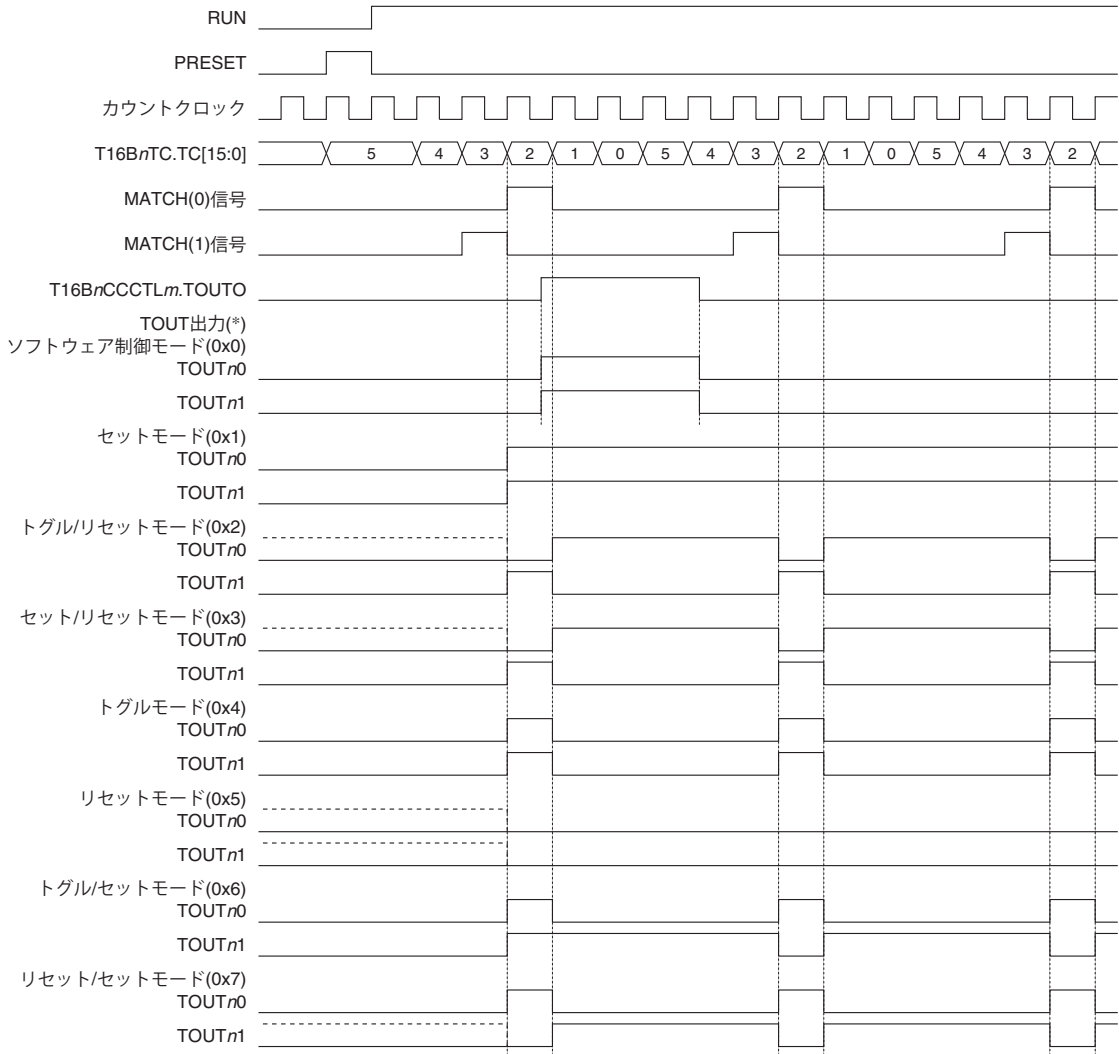 RUN
PRESET
カウントクロック
T16BnTC.TC[15:0] 5 4 3 2 1 0 5 4 3 2 1 0 5 4 3 2
MATCH(0)信号
MATCH(1)信号
T16BnCCCTLm.TOUTO
TOUT出力(*)
ソフトウェア制御モード(0x0)
TOUTn0
TOUTn1
セットモード(0x1)
TOUTn0
TOUTn1
トグル/リセットモード(0x2)
TOUTn0
TOUTn1
セット/リセットモード(0x3)
TOUTn0
TOUTn1
トグルモード(0x4)
TOUTn0
TOUTn1
リセットモード(0x5)
TOUTn0
TOUTn1
トグル/セットモード(0x6)
TOUTn0
TOUTn1
リセット/セットモード(0x7)
TOUTn0
TOUTn1